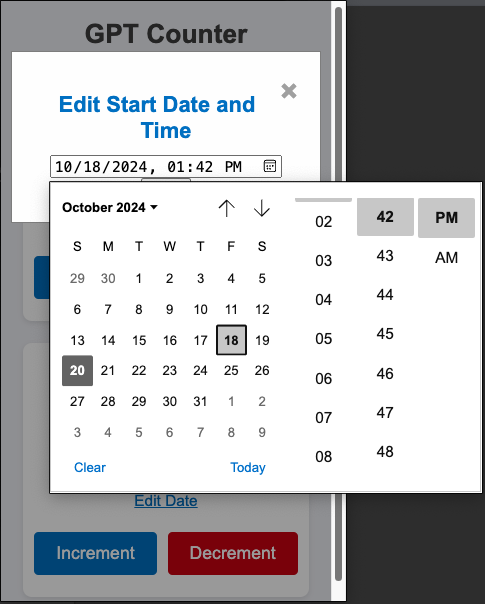 GPT Counter
Edit Start Date and
Time
10/18/2024, 01:42 PM
October 2024
S M T W T F S
29 30 1 2 3 4 5
6 7 8 9 10 11 12
13 14 15 16 17 18 19
20 21 22 23 24 25 26
27 28 29 30 31 1 2
3 4 5 6 7 8 9
Clear Today
02 42 PM
03 43 AM
04 44
05 45
06 46
07 47
08 48
Edit Date
Increment Decrement